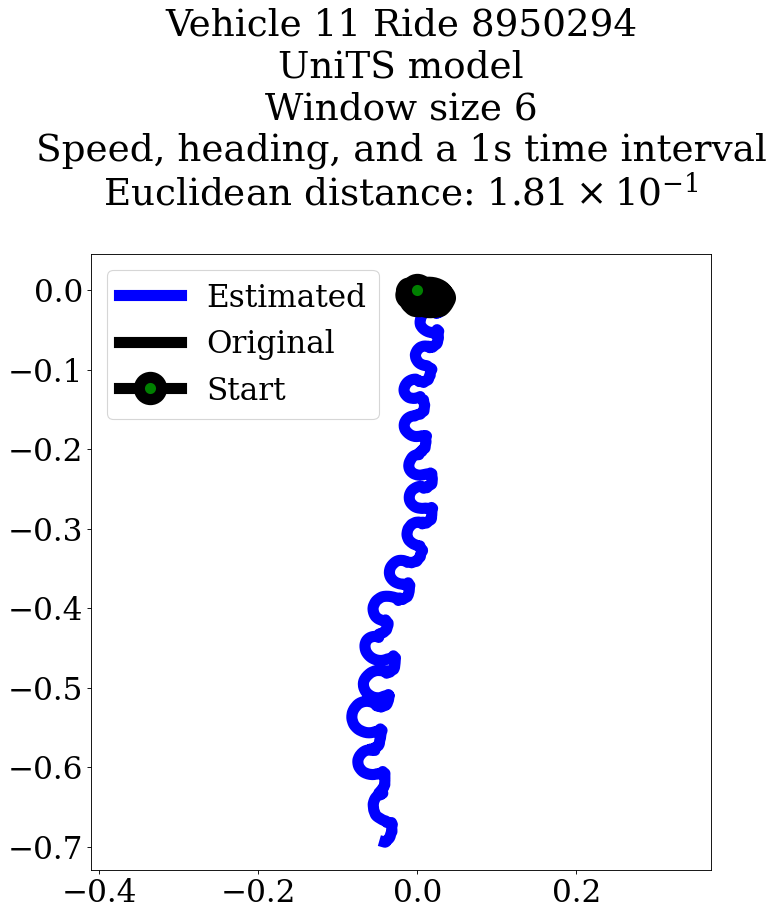 Vehicle 11 Ride 8950294
UniTS model
Window size 6
Speed, heading, and a 1s time interval
Euclidean distance: 1.81 × 10⁻¹
Estimated
Original
Start
0.0
−0.1
−0.2
−0.3
−0.4
−0.5
−0.6
−0.7
−0.4 −0.2 0.0 0.2